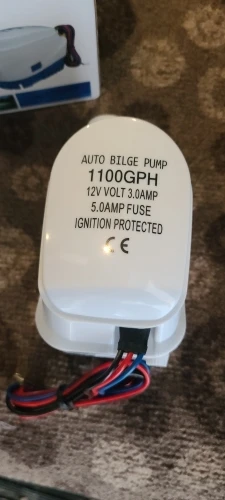 AUTO BILGE PUMP
1100GPH
12V VOLT 3.0AMP
5.0AMP FUSE
IGNITION PROTECTED
CE